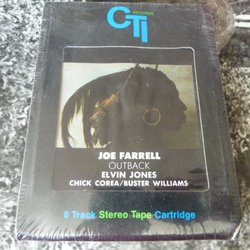 CTI
JOE FARRELL
OUTBACK
ELVIN JONES
CHICK COREA/BUSTER WILLIAMS
8 Track Stereo Tape Cartridge